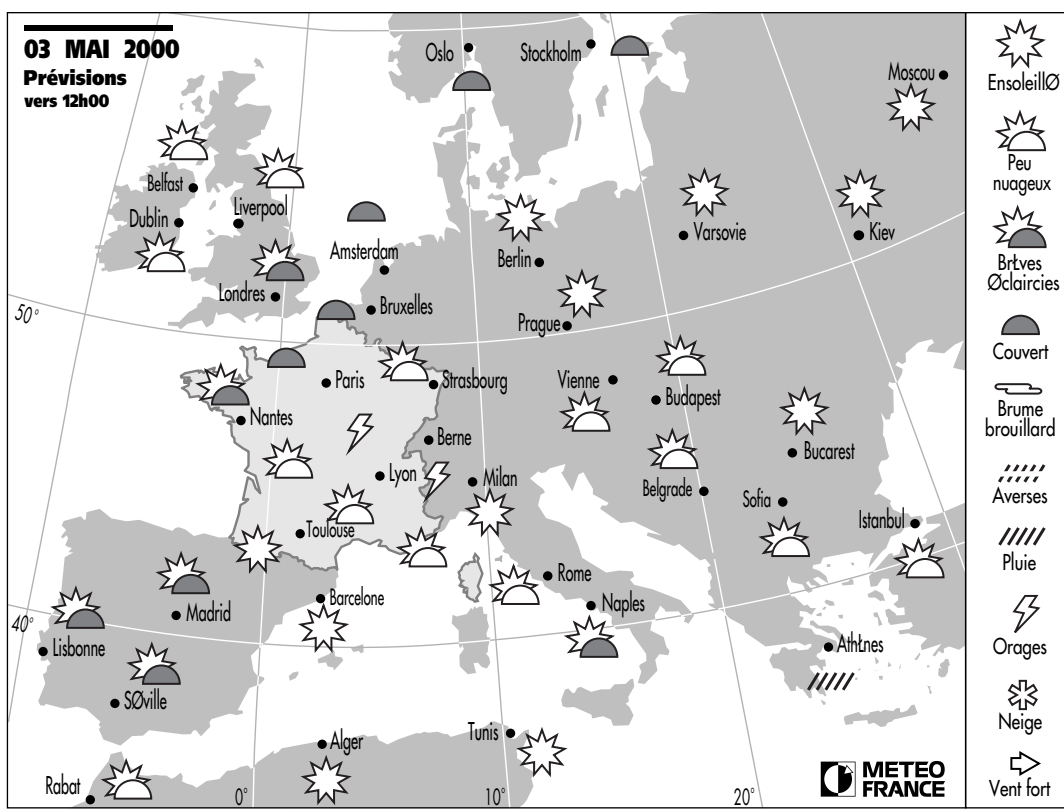 03 MAI 2000
Prévisions
vers 12h00
Oslo
Stockholm
Moscou
Belfast
Dublin
Liverpool
Amsterdam
Londres
Bruxelles
Berlin
Varsovie
Kiev
Prague
50°
Paris
Strasbourg
Nantes
Vienne
Budapest
Berne
Lyon
Milan
Bucarest
Belgrade
Sofia
Istanbul
Toulouse
Rome
Barcelone
Naples
Madrid
40°
Lisbonne
AthŁnes
SØville
Alger
Tunis
Rabat
0°
10°
20°
METEO
FRANCE
EnsoleillØ
Peu
nuageux
BrŁves
Øclaircies
Couvert
Brume
brouillard
Averses
Pluie
Orages
Neige
Vent fort